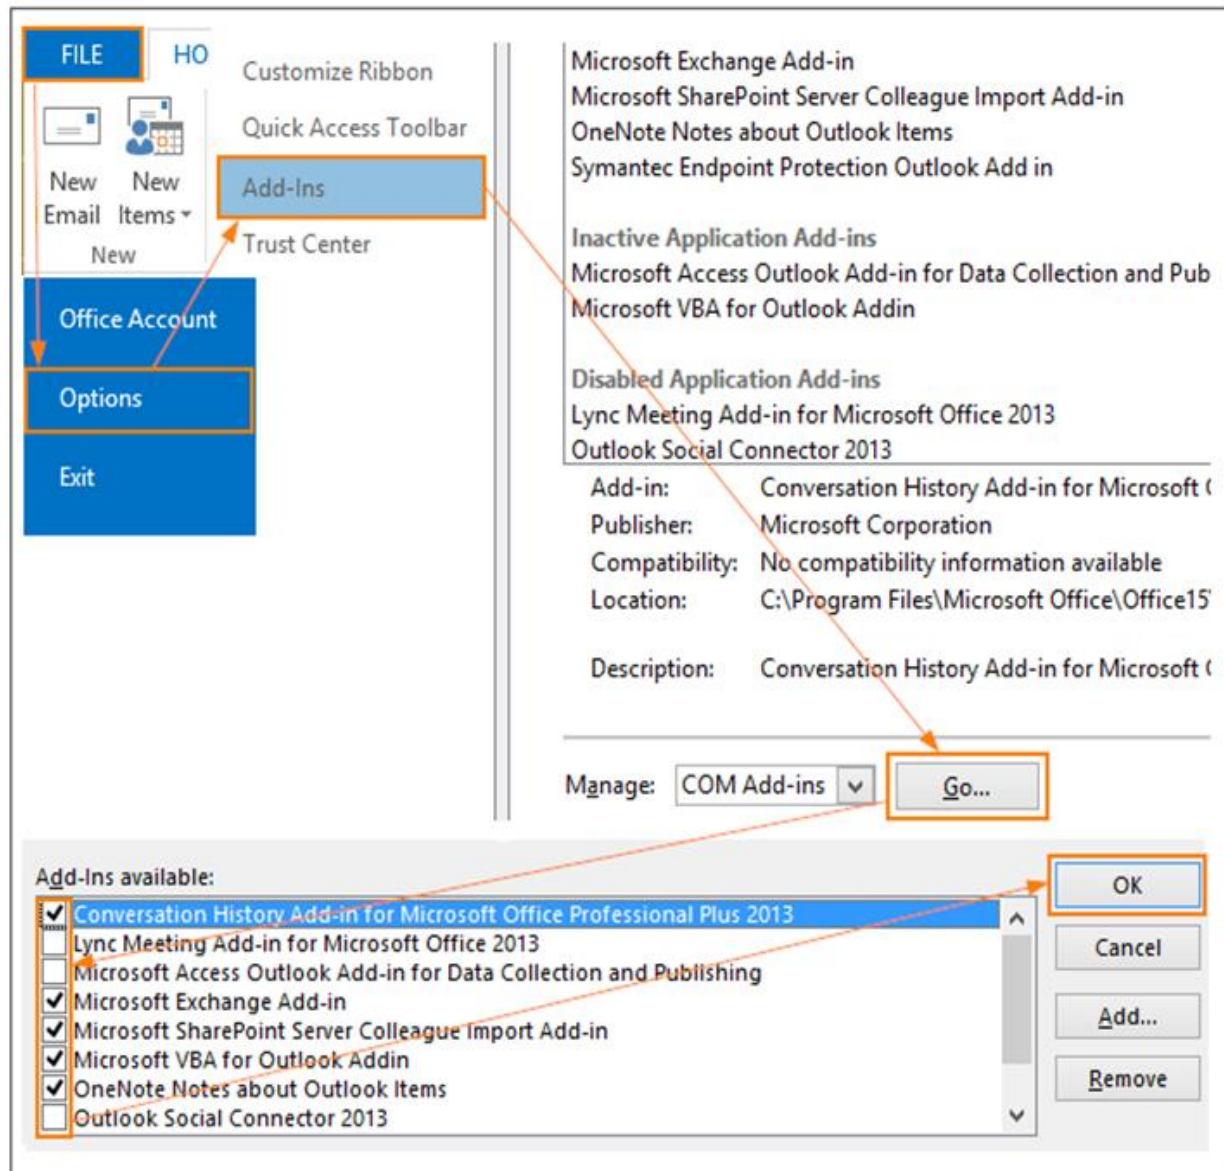 FILE
HO
New
Email
New
Items
New
Office Account
Options
Exit
Customize Ribbon
Quick Access Toolbar
Add-Ins
Trust Center
Microsoft Exchange Add-in
Microsoft SharePoint Server Colleague Import Add-in
OneNote Notes about Outlook Items
Symantec Endpoint Protection Outlook Add in
Inactive Application Add-ins
Microsoft Access Outlook Add-in for Data Collection and Pub
Microsoft VBA for Outlook Addin
Disabled Application Add-ins
Lync Meeting Add-in for Microsoft Office 2013
Outlook Social Connector 2013
Add-in: Conversation History Add-in for Microsoft
Publisher: Microsoft Corporation
Compatibility: No compatibility information available
Location: C:\Program Files\Microsoft Office\Office15
Description: Conversation History Add-in for Microsoft
Manage: COM Add-ins Go...
Add-Ins available:
Conversation History Add-in for Microsoft Office Professional Plus 2013
Lync Meeting Add-in for Microsoft Office 2013
Microsoft Access Outlook Add-in for Data Collection and Publishing
Microsoft Exchange Add-in
Microsoft SharePoint Server Colleague Import Add-in
Microsoft VBA for Outlook Addin
OneNote Notes about Outlook Items
Outlook Social Connector 2013
OK
Cancel
Add...
Remove